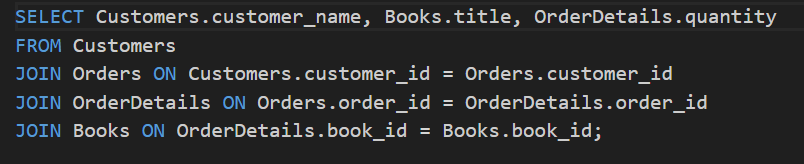 SELECT Customers.customer_name, Books.title, OrderDetails.quantity
FROM Customers
JOIN Orders ON Customers.customer_id = Orders.customer_id
JOIN OrderDetails ON Orders.order_id = OrderDetails.order_id
JOIN Books ON OrderDetails.book_id = Books.book_id;